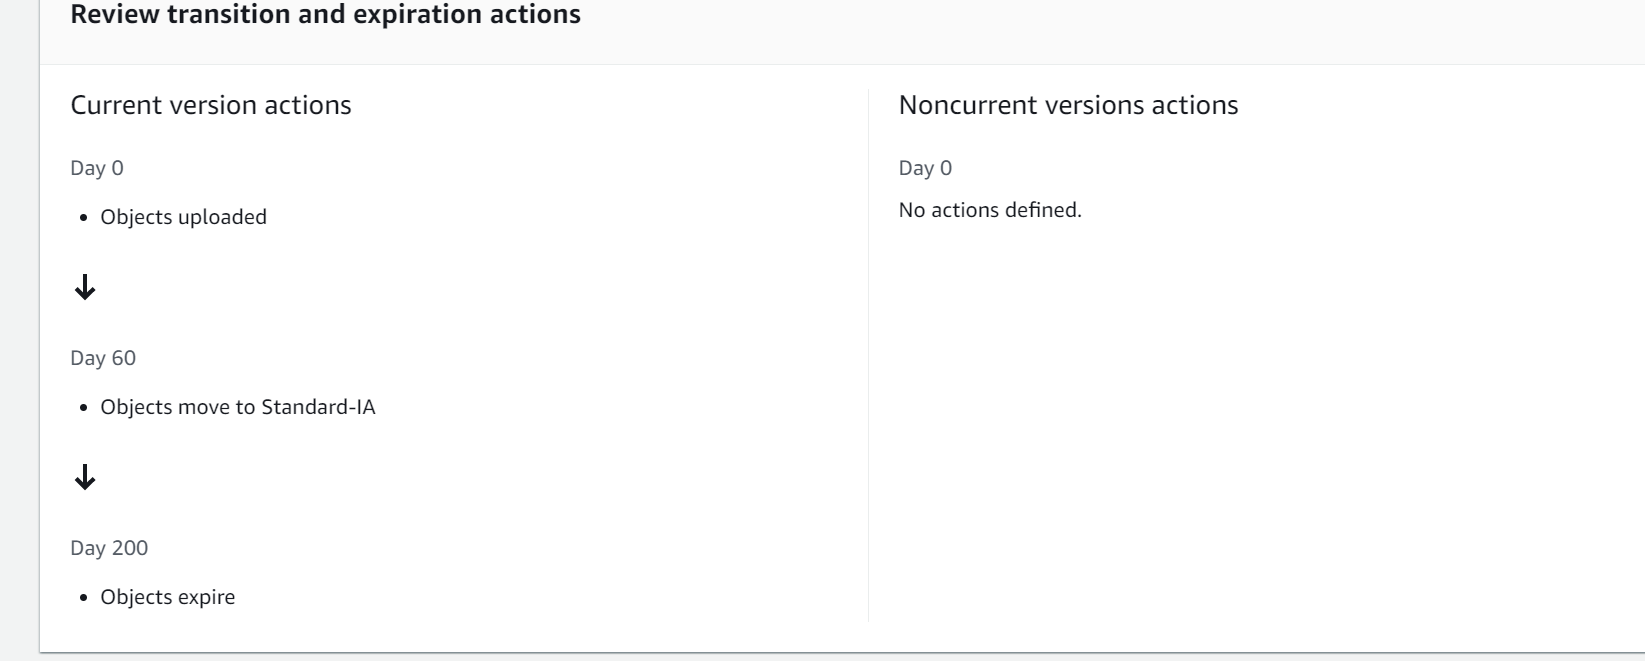 Review transition and expiration actions
Current version actions
Day 0
• Objects uploaded
Day 60
• Objects move to Standard-IA
Day 200
• Objects expire
Noncurrent versions actions
Day 0
No actions defined.